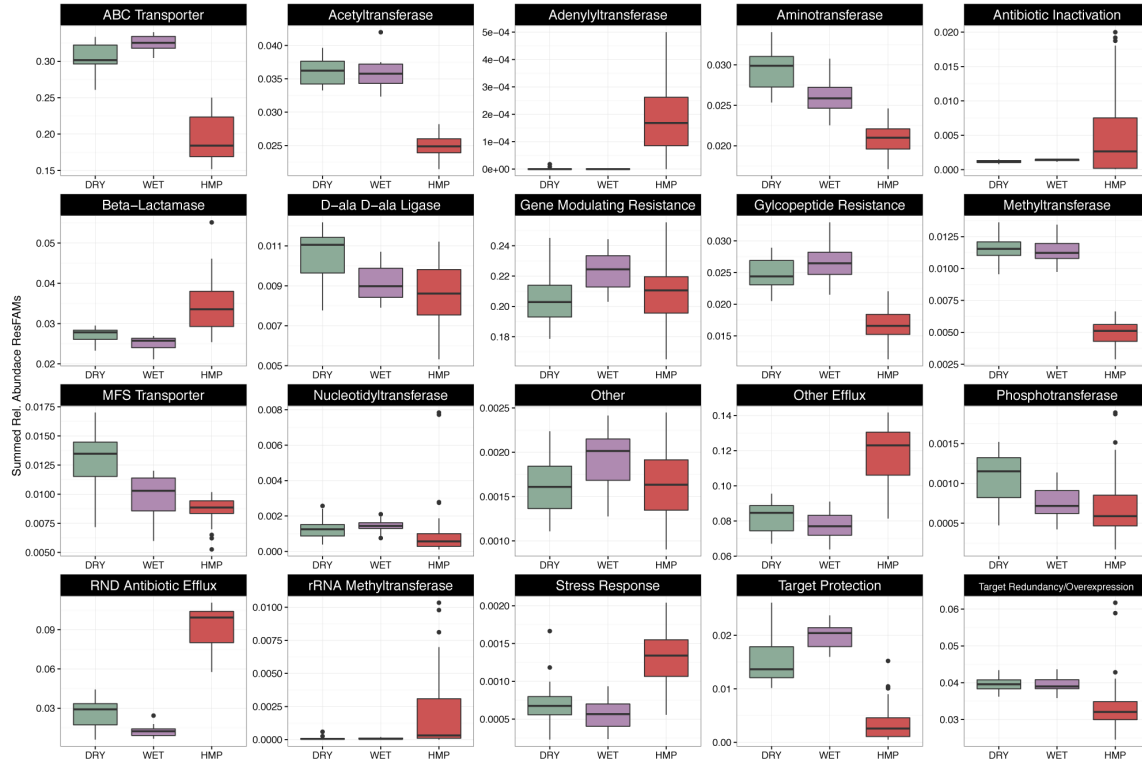 Summed Rel. Abundace ResFAMs
ABC Transporter
0.30
0.25
0.20
0.15
DRY WET HMP
Acetyltransferase
0.040
0.035
0.030
0.025
DRY WET HMP
Adenylyltransferase
5e−04
4e−04
3e−04
2e−04
1e−04
0e+00
DRY WET HMP
Aminotransferase
0.030
0.025
0.020
DRY WET HMP
Antibiotic Inactivation
0.020
0.015
0.010
0.005
0.000
DRY WET HMP
Beta−Lactamase
0.05
0.04
0.03
0.02
DRY WET HMP
D−ala D−ala Ligase
0.011
0.009
0.007
0.005
DRY WET HMP
Gene Modulating Resistance
0.24
0.22
0.20
0.18
DRY WET HMP
Gylcopeptide Resistance
0.030
0.025
0.020
0.015
DRY WET HMP
Methyltransferase
0.0125
0.0100
0.0075
0.0050
0.0025
DRY WET HMP
MFS Transporter
0.0175
0.0150
0.0125
0.0100
0.0075
0.0050
DRY WET HMP
Nucleotidyltransferase
0.008
0.006
0.004
0.002
0.000
DRY WET HMP
Other
0.0025
0.0020
0.0015
0.0010
DRY WET HMP
Other Efflux
0.14
0.12
0.10
0.08
0.06
DRY WET HMP
Phosphotransferase
0.0015
0.0010
0.0005
DRY WET HMP
RND Antibiotic Efflux
0.09
0.06
0.03
DRY WET HMP
rRNA Methyltransferase
0.0100
0.0075
0.0050
0.0025
0.0000
DRY WET HMP
Stress Response
0.0020
0.0015
0.0010
0.0005
DRY WET HMP
Target Protection
0.02
0.01
0.00
DRY WET HMP
Target Redundancy/Overexpression
0.06
0.05
0.04
0.03
DRY WET HMP